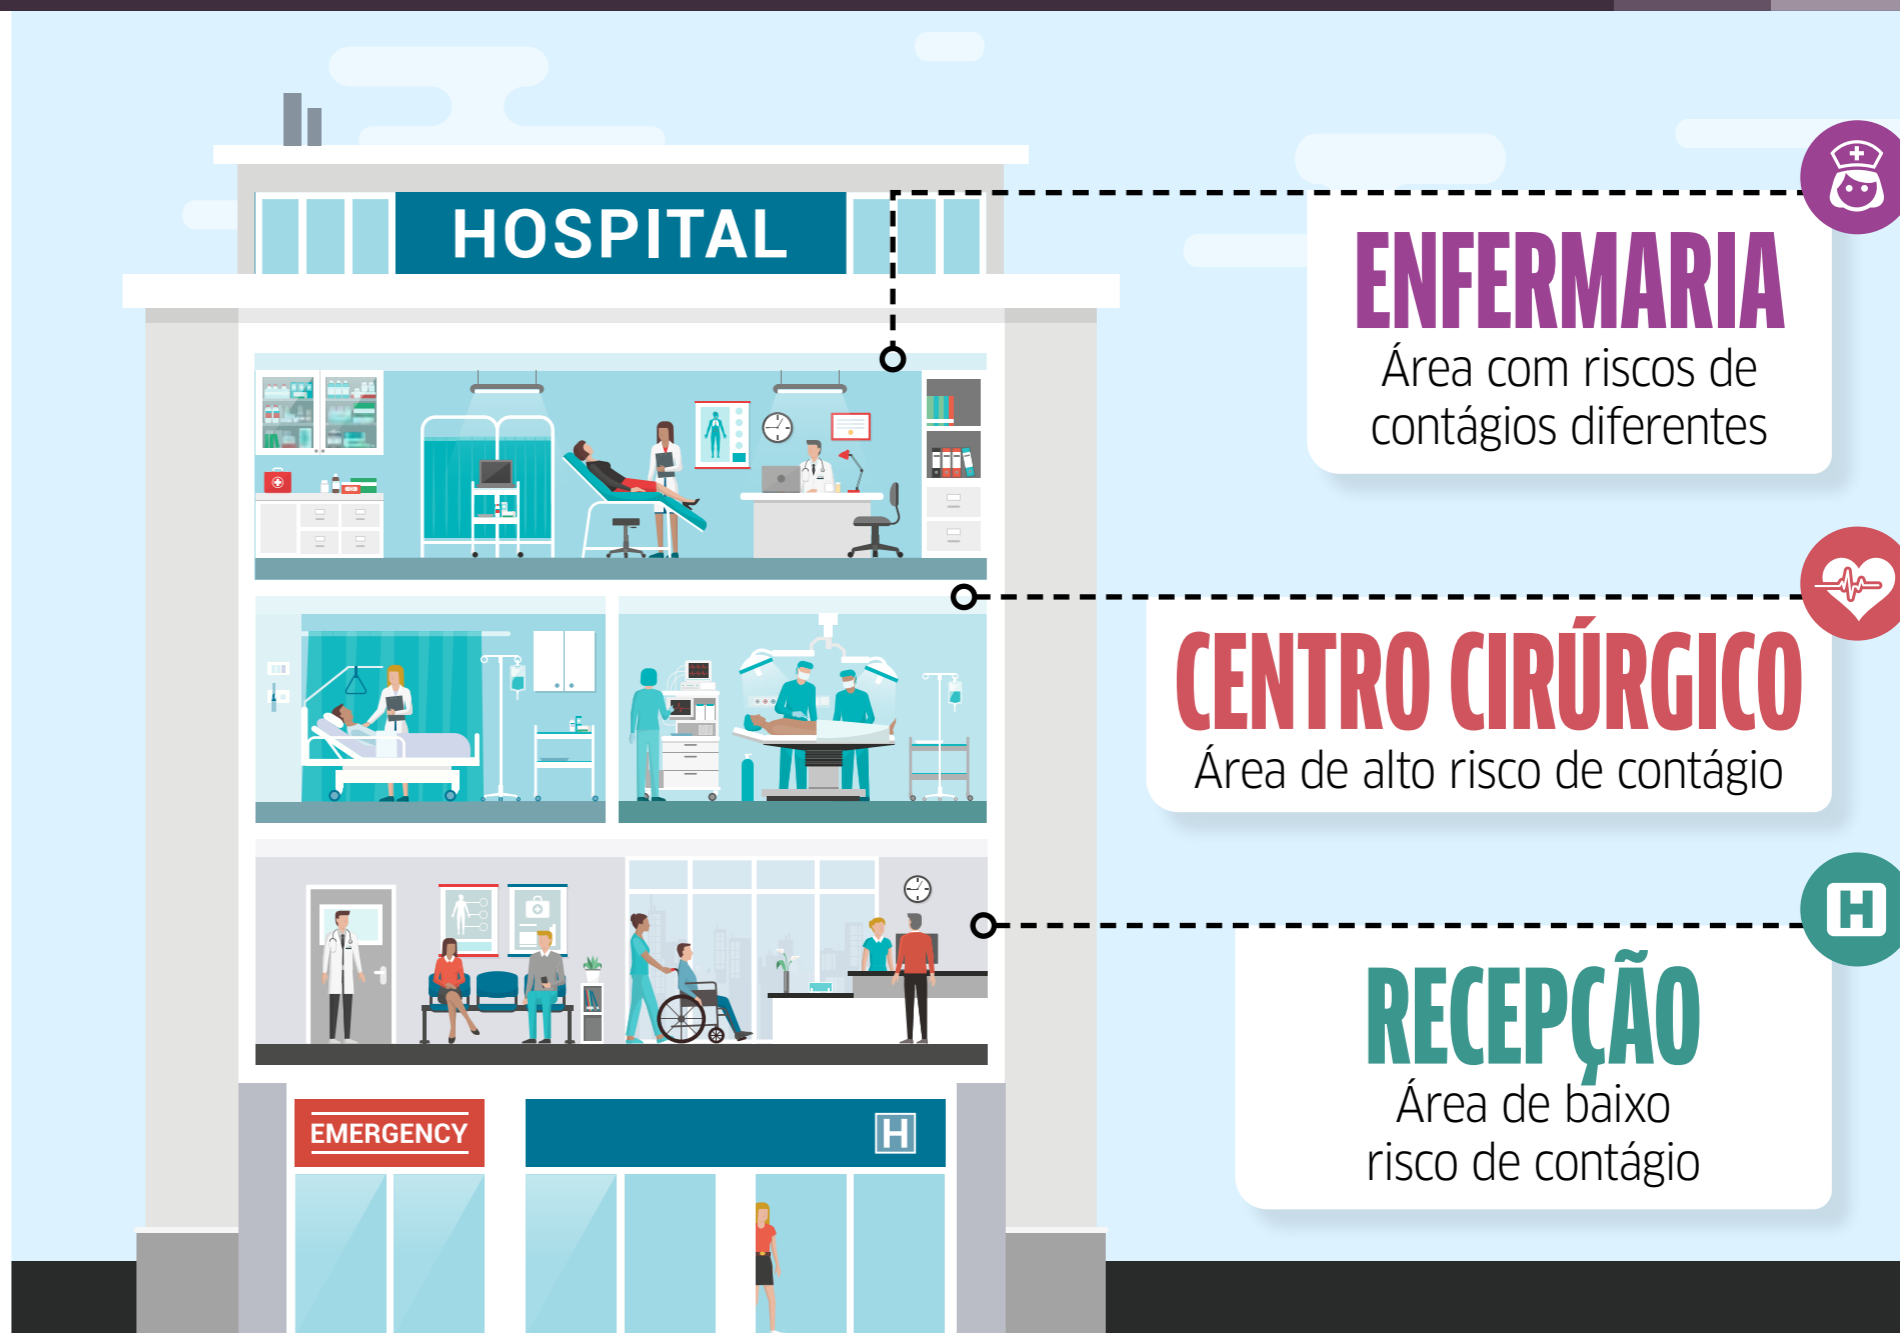 HOSPITAL
ENFERMARIA
Área com riscos de
contágios diferentes
CENTRO CIRÚRGICO
Área de alto risco de contágio
H
RECEPÇÃO
Área de baixo
risco de contágio
EMERGENCY
H